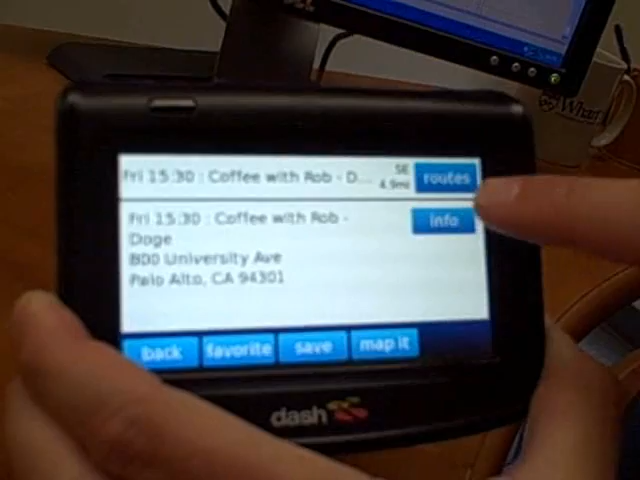 Fri 15:30 : Coffee with Rob - D...
SE
4.9mi
routes
Fri 15:30 : Coffee with Rob -
Doge
info
800 University Ave
Palo Alto, CA 94301
back
favorite
save
map it
dash